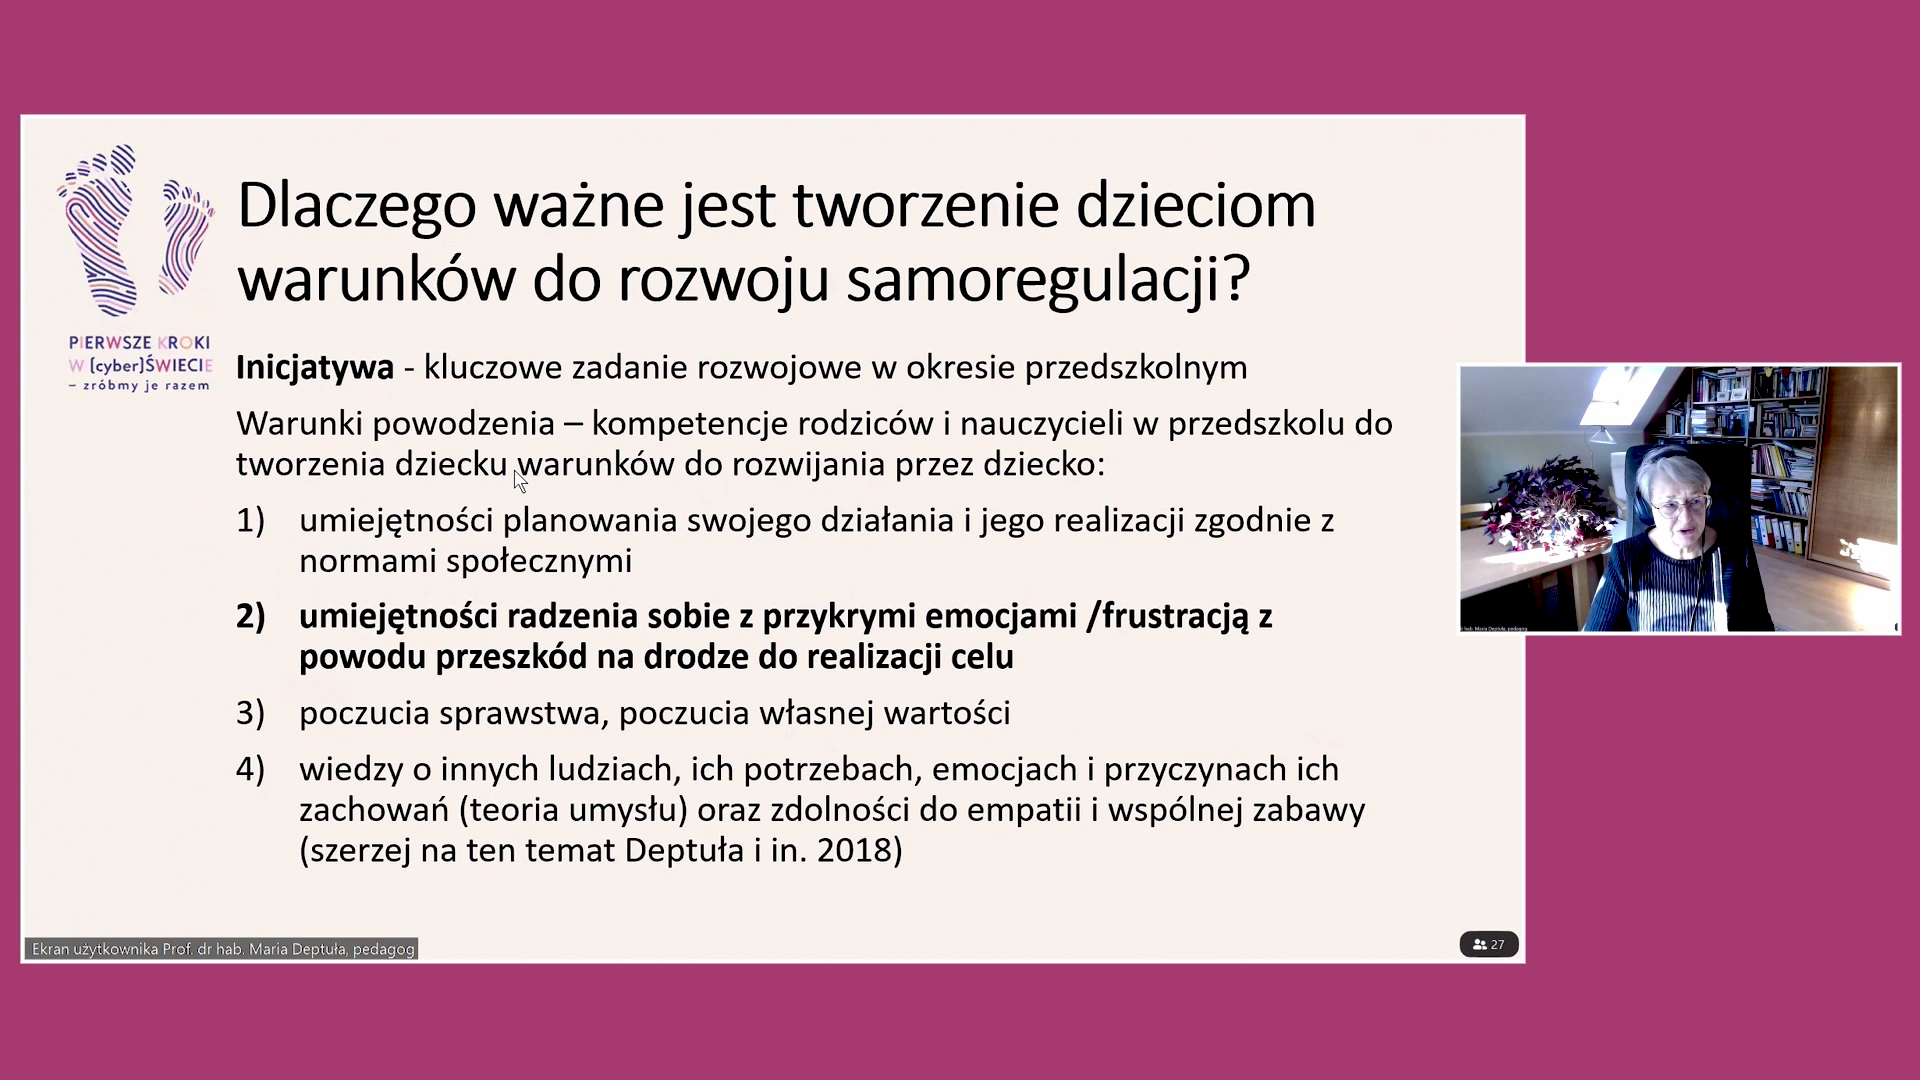 Dlaczego ważne jest tworzenie dzieciom
warunków do rozwoju samoregulacji?
PIERWSZE KROKI
W [cyber]ŚWIECIE
– zróbmy je razem
Inicjatywa - kluczowe zadanie rozwojowe w okresie przedszkolnym
Warunki powodzenia – kompetencje rodziców i nauczycieli w przedszkolu do
tworzenia dziecku warunków do rozwijania przez dziecko:
1) umiejętności planowania swojego działania i jego realizacji zgodnie z
normami społecznymi
2) umiejętności radzenia sobie z przykrymi emocjami /frustracją z
powodu przeszkód na drodze do realizacji celu
3) poczucia sprawstwa, poczucia własnej wartości
4) wiedzy o innych ludziach, ich potrzebach, emocjach i przyczynach ich
zachowań (teoria umysłu) oraz zdolności do empatii i wspólnej zabawy
(szerzej na ten temat Deptuła i in. 2018)
Ekran użytkownika Prof. dr hab. Maria Deptuła, pedagog
27